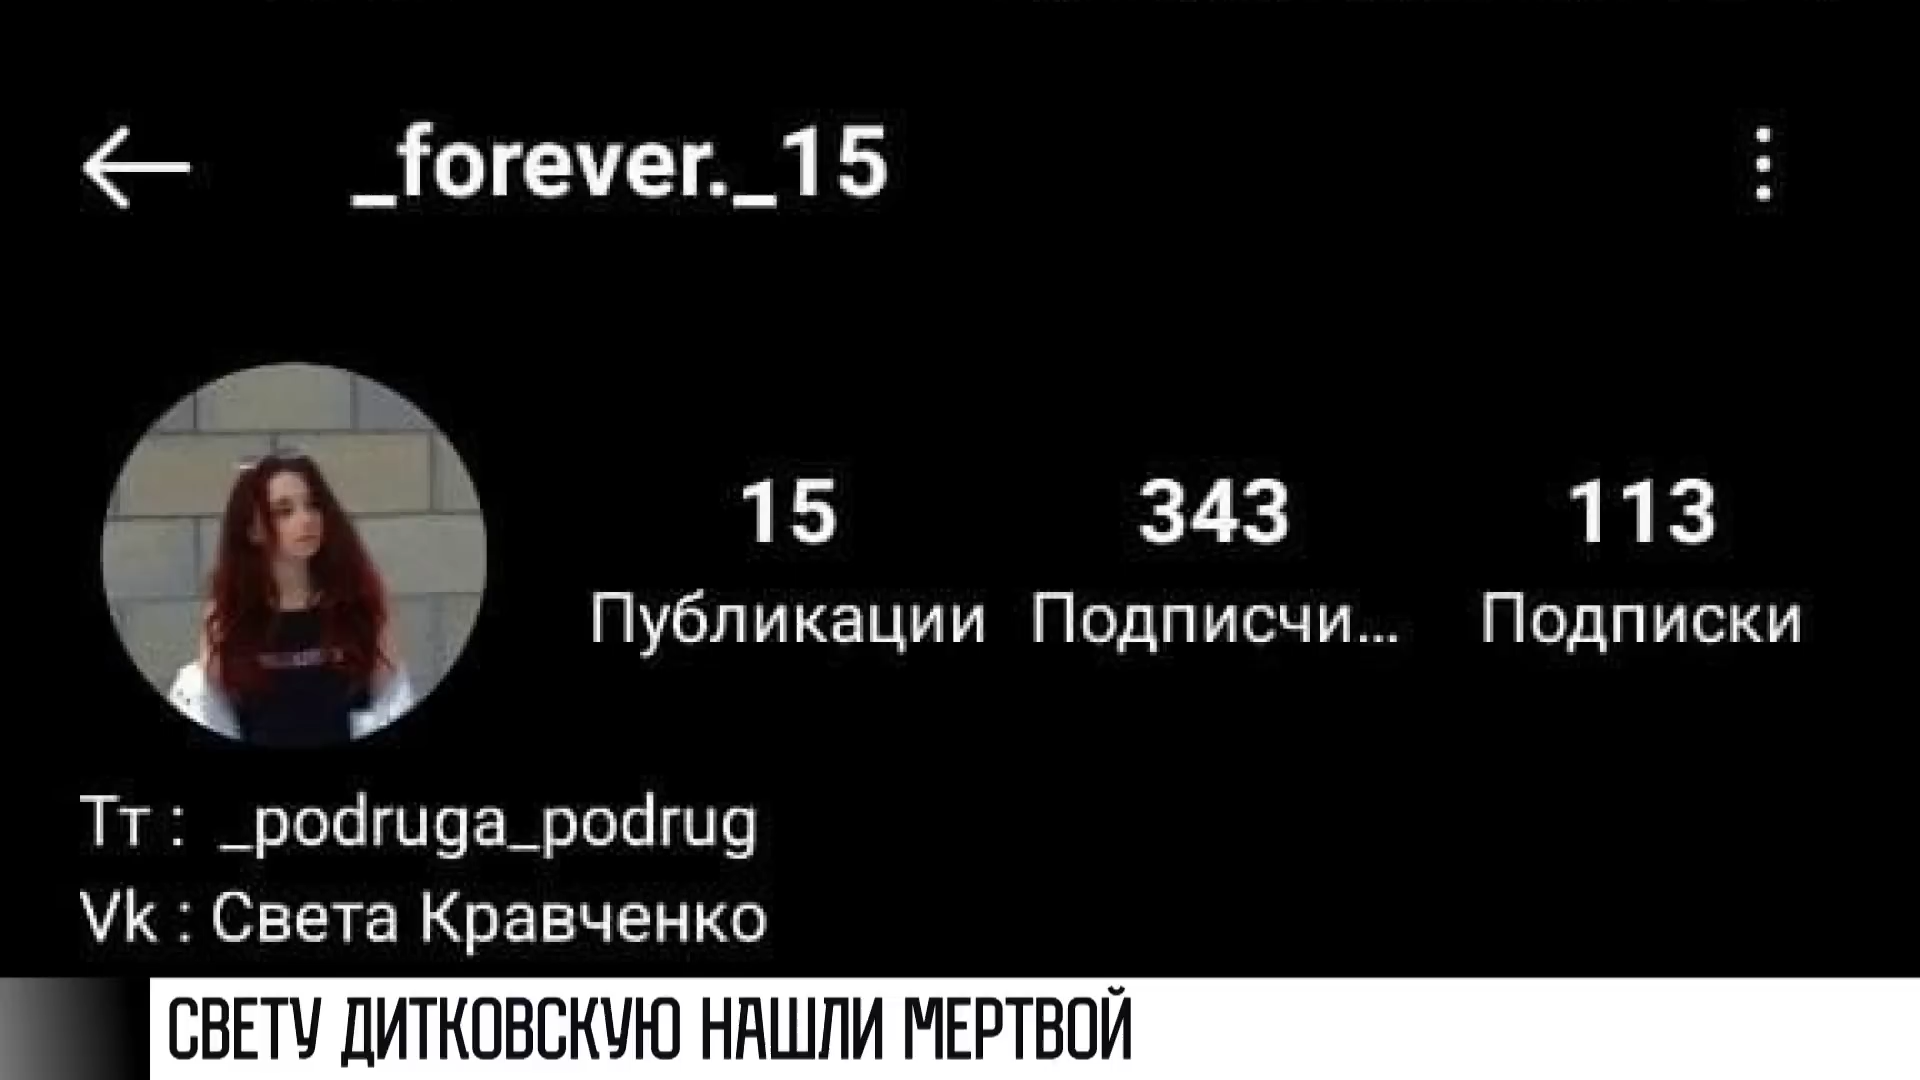 _forever._15
15 343 113
Публикации Подписчи... Подписки
Тт : _podruga_podrug
Vk : Света Кравченко
СВЕТУ ДИТКОВСКУЮ НАШЛИ МЕРТВОЙ